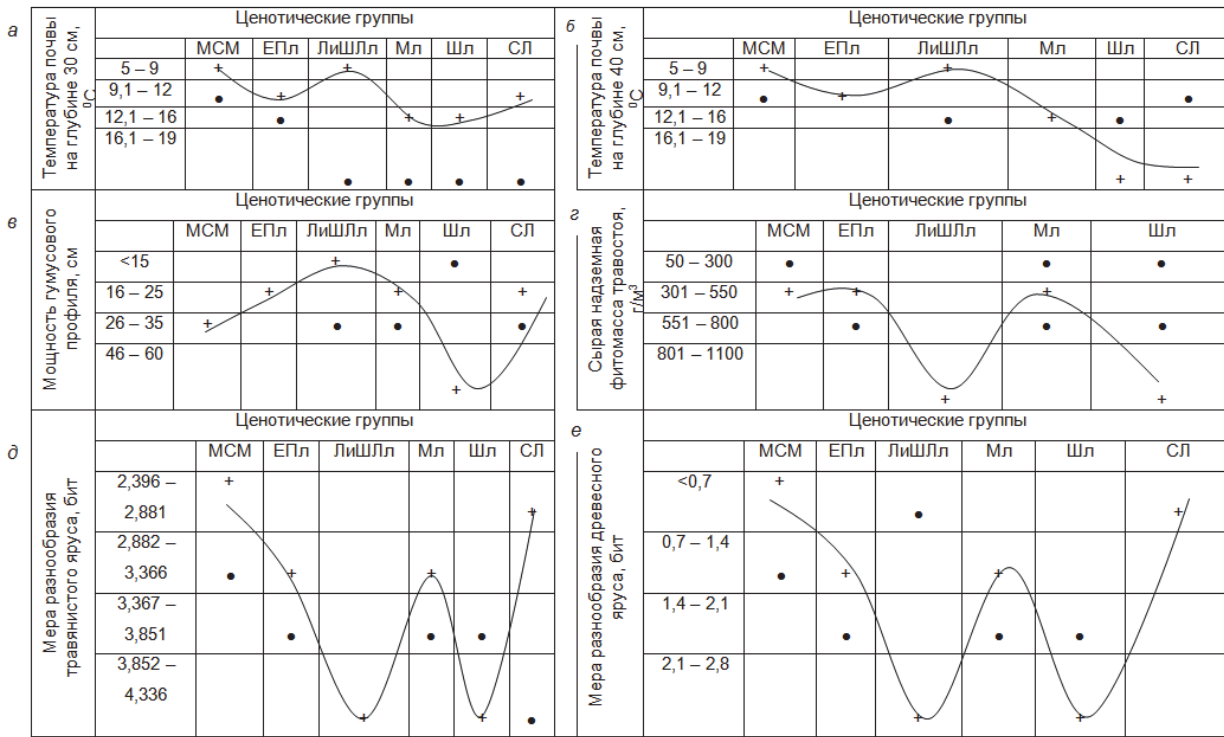 а
Температура почвы
на глубине 30 см,
°С
Ценотические группы
МСМ ЕПл ЛиШЛл Мл Шл СЛ
5 – 9
9,1 – 12
12,1 – 16
16,1 – 19
б
Температура почвы
на глубине 40 см,
°С
Ценотические группы
МСМ ЕПл ЛиШЛл Мл Шл СЛ
5 – 9
9,1 – 12
12,1 – 16
16,1 – 19
в
Мощность гумусового
профиля, см
Ценотические группы
МСМ ЕПл ЛиШЛл Мл Шл СЛ
<15
16 – 25
26 – 35
46 – 60
г
Сырая надземная
фитомасса травостоя,
г/м³
Ценотические группы
МСМ ЕПл ЛиШЛл Мл Шл
50 – 300
301 – 550
551 – 800
801 – 1100
д
Мера разнообразия
травянистого яруса, бит
Ценотические группы
МСМ ЕПл ЛиШЛл Мл Шл СЛ
2,396 –
2,881
2,882 –
3,366
3,367 –
3,851
3,852 –
4,336
е
Мера разнообразия древесного
яруса, бит
Ценотические группы
МСМ ЕПл ЛиШЛл Мл Шл СЛ
<0,7
0,7 – 1,4
1,4 – 2,1
2,1 – 2,8